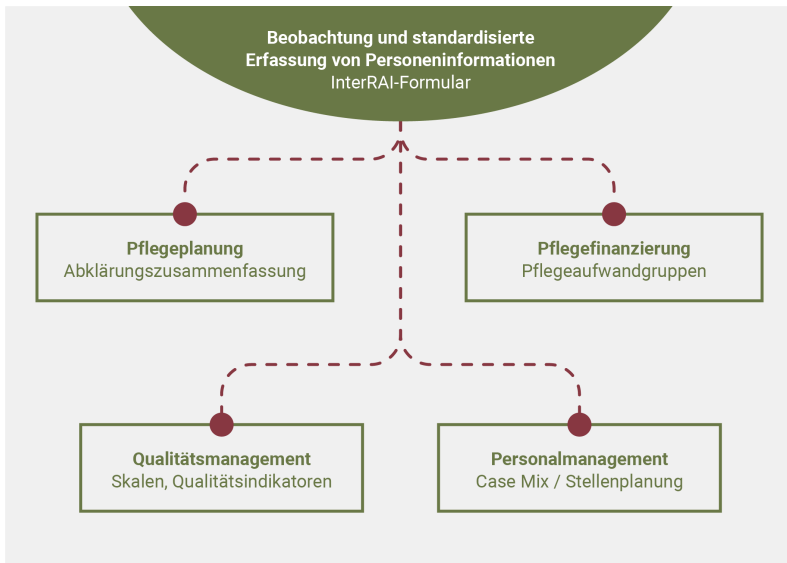 Beobachtung und standardisierte
Erfassung von Personeninformationen
InterRAI-Formular
Pflegeplanung
Abklärungszusammenfassung
Pflegefinanzierung
Pflegeaufwandgruppen
Qualitätsmanagement
Skalen, Qualitätsindikatoren
Personalmanagement
Case Mix / Stellenplanung